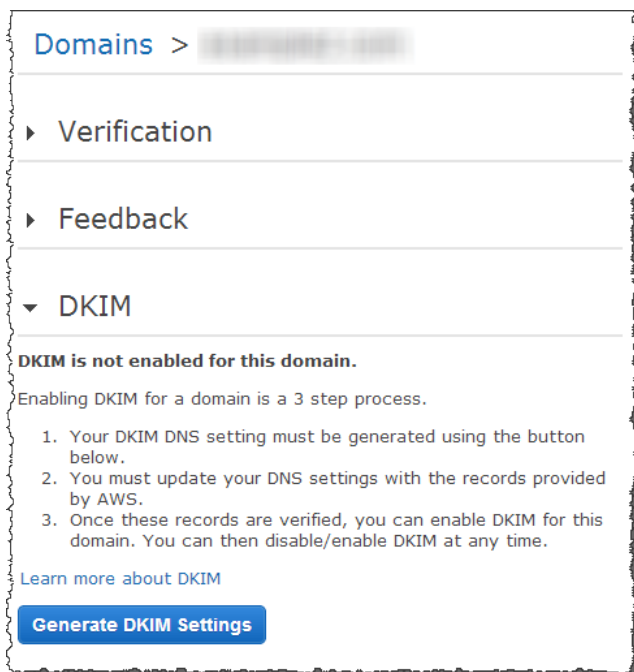 Domains >
Verification
Feedback
DKIM
DKIM is not enabled for this domain.
Enabling DKIM for a domain is a 3 step process.
1. Your DKIM DNS setting must be generated using the button
below.
2. You must update your DNS settings with the records provided
by AWS.
3. Once these records are verified, you can enable DKIM for this
domain. You can then disable/enable DKIM at any time.
Learn more about DKIM
Generate DKIM Settings